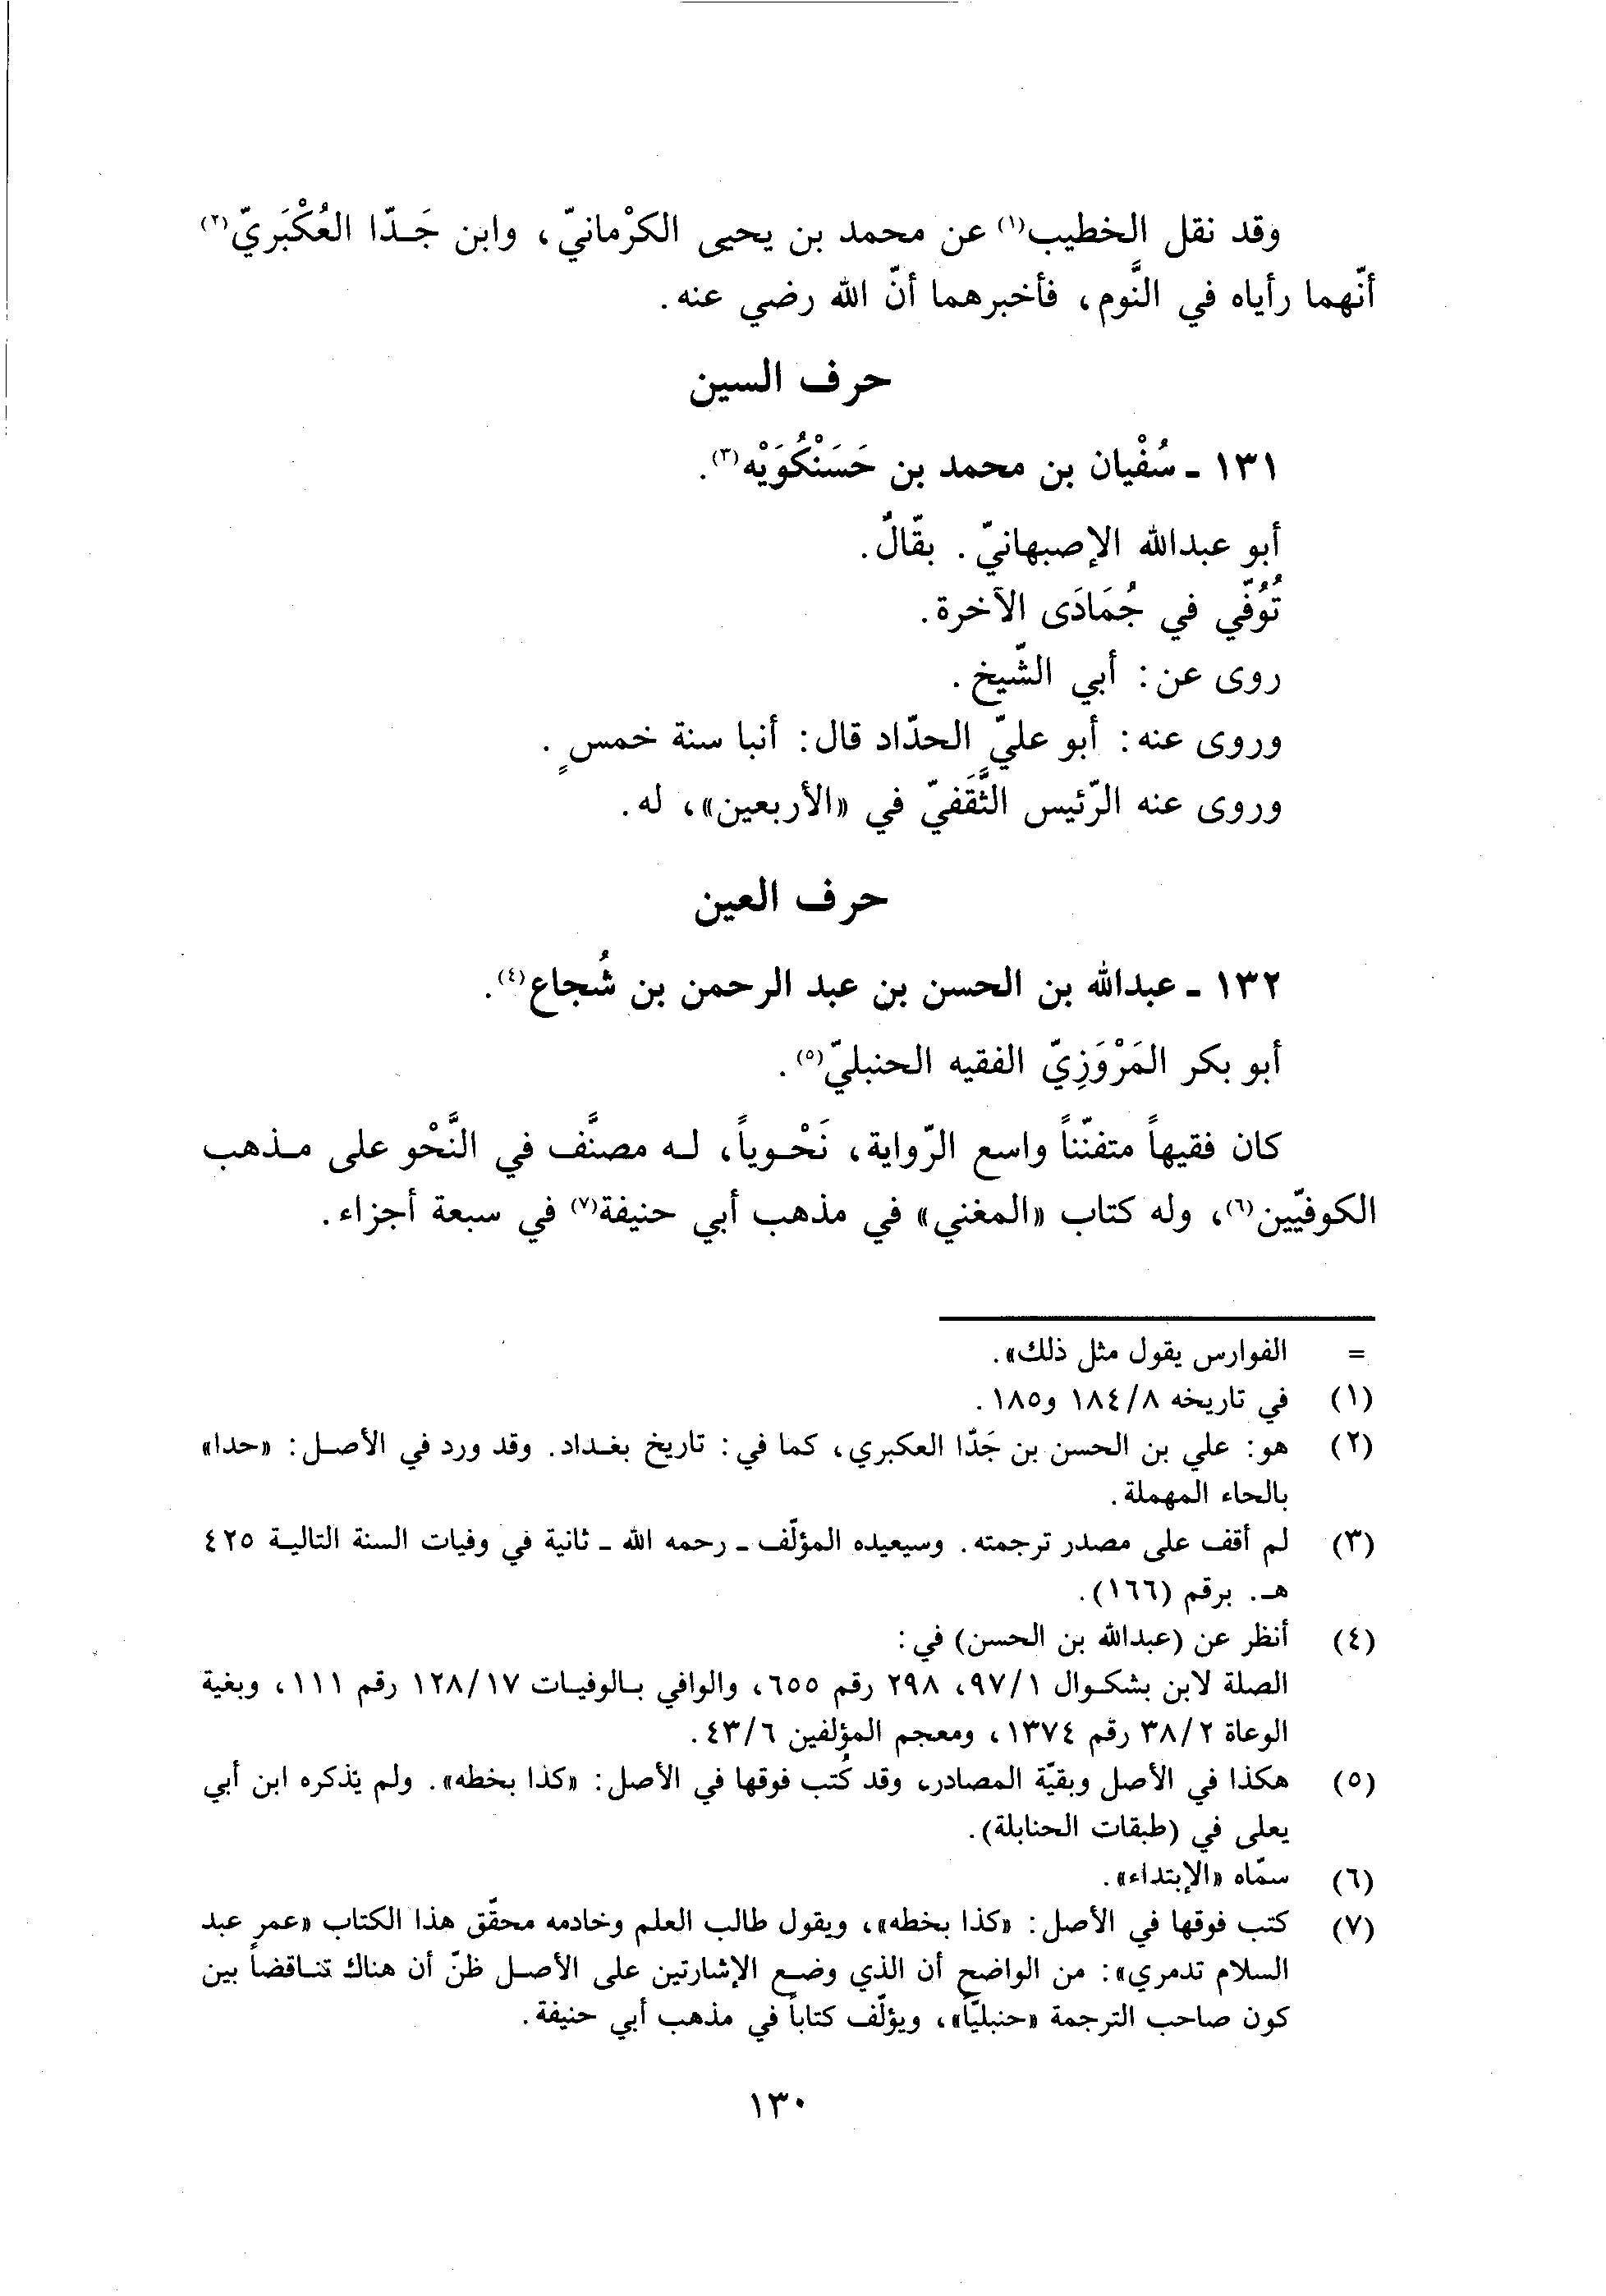 وقد نقل الخطيب(١) عن محمد بن يحيى الكرْمانيّ، وابن جَـدّا العُكْبَريّ(٢)
أنّهما رأياه في النَّوم، فأخبرهما أنّ الله رضي عنه.
حرف السين
١٣١ ـ سُفْيان بن محمد بن حَسَنْكُوَيْه(٣).
أبو عبدالله الإصبهانيّ. بقّالٌ.
تُوُفّي في جُمَادَى الآخرة.
روى عن: أبي الشّيخ.
وروى عنه: أبو عليّ الحدّاد قال: أنبا سنة خمسٍ.
وروى عنه الرّئيس الثَّقَفيّ في «الأربعين»، له.
حرف العين
١٣٢ ـ عبدالله بن الحسن بن عبد الرحمن بن شُجاع(٤).
أبو بكر المَرْوَزِيّ الفقيه الحنبليّ(٥).
كان فقيهاً متفنّناً واسع الرّواية، نَحْـوياً، لـه مصنَّف في النَّحْو على مـذهب
الكوفيّين(٦)، وله كتاب «المغني» في مذهب أبي حنيفة(٧) في سبعة أجزاء.
= الفوارس يقول مثل ذلك».
(١) في تاريخه ١٨٤/٨ و١٨٥.
(٢) هو: علي بن الحسن بن جَدّا العكبري، كما في: تاريخ بغـداد. وقد ورد في الأصـل: «حدا»
بالحاء المهملة.
(٣) لم أقف على مصدر ترجمته. وسيعيده المؤلّف ـ رحمه الله ـ ثانية في وفيات السنة التاليـة ٤٢٥
هـ. برقم (١٦٦).
(٤) أنظر عن (عبدالله بن الحسن) في:
الصلة لابن بشكـوال ٩٧/١، ٢٩٨ رقم ٦٥٥، والوافي بـالوفيـات ١٢٨/١٧ رقم ١١١، وبغية
الوعاة ٣٨/٢ رقم ١٣٧٤، ومعجم المؤلفين ٤٣/٦.
(٥) هكذا في الأصل وبقيّة المصادر، وقد كُتب فوقها في الأصل: «كذا بخطه». ولم يذكره ابن أبي
يعلى في (طبقات الحنابلة).
(٦) سمّاه «الإبتداء».
(٧) كتب فوقها في الأصل: «كذا بخطه»، ويقول طالب العلم وخادمه محقّق هذا الكتاب «عمر عبد
السلام تدمري»: من الواضح أن الذي وضـع الإشارتين على الأصـل ظنّ أن هناك تنـاقضاً بين
كون صاحب الترجمة «حنبليّاً»، ويؤلّف كتاباً في مذهب أبي حنيفة.
١٣٠